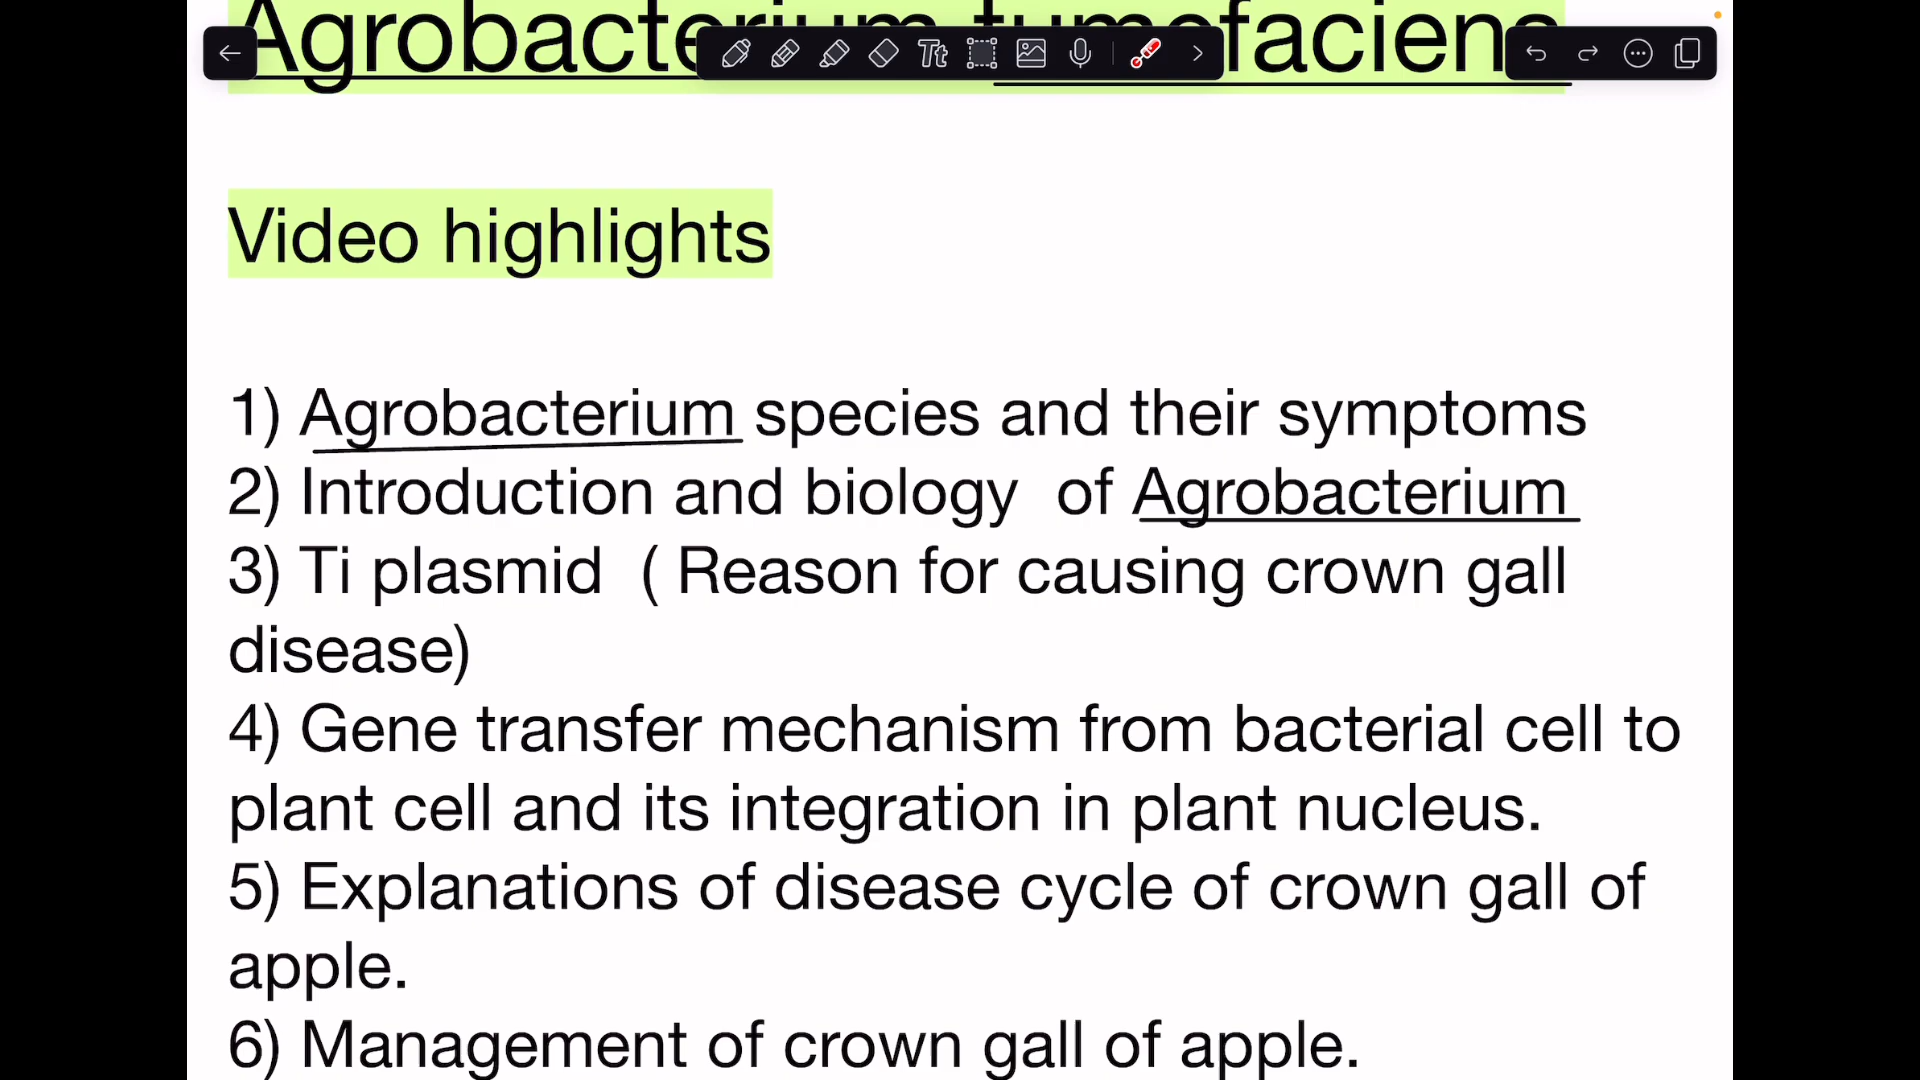 Agrobacterium tumefaciens
Video highlights
1) Agrobacterium species and their symptoms
2) Introduction and biology of Agrobacterium
3) Ti plasmid ( Reason for causing crown gall
disease)
4) Gene transfer mechanism from bacterial cell to
plant cell and its integration in plant nucleus.
5) Explanations of disease cycle of crown gall of
apple.
6) Management of crown gall of apple.
Tt